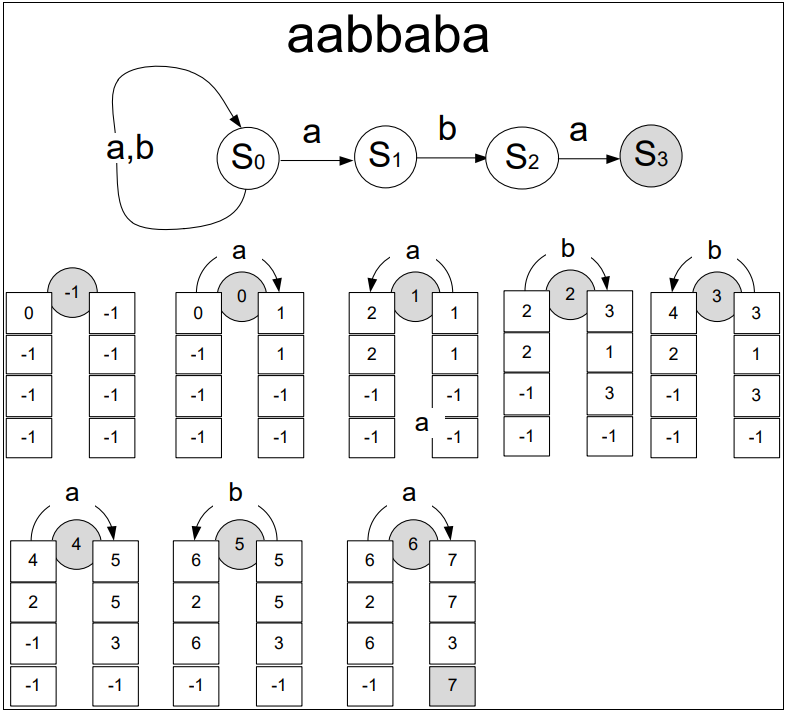 aabbaba
a,b S0 a S1 b S2 a S3
a a b b
-1 0 1 2 3
0 -1 0 1 2 1 2 3 4 3
-1 -1 -1 1 2 1 2 1 2 1
-1 -1 -1 -1 -1 -1 -1 3 -1 3
-1 -1 -1 -1 -1 a -1 -1 -1 -1 -1
a b a
4 5 6
4 5 6 5 6 7
2 5 2 5 2 7
-1 3 6 3 6 3
-1 -1 -1 -1 -1 7